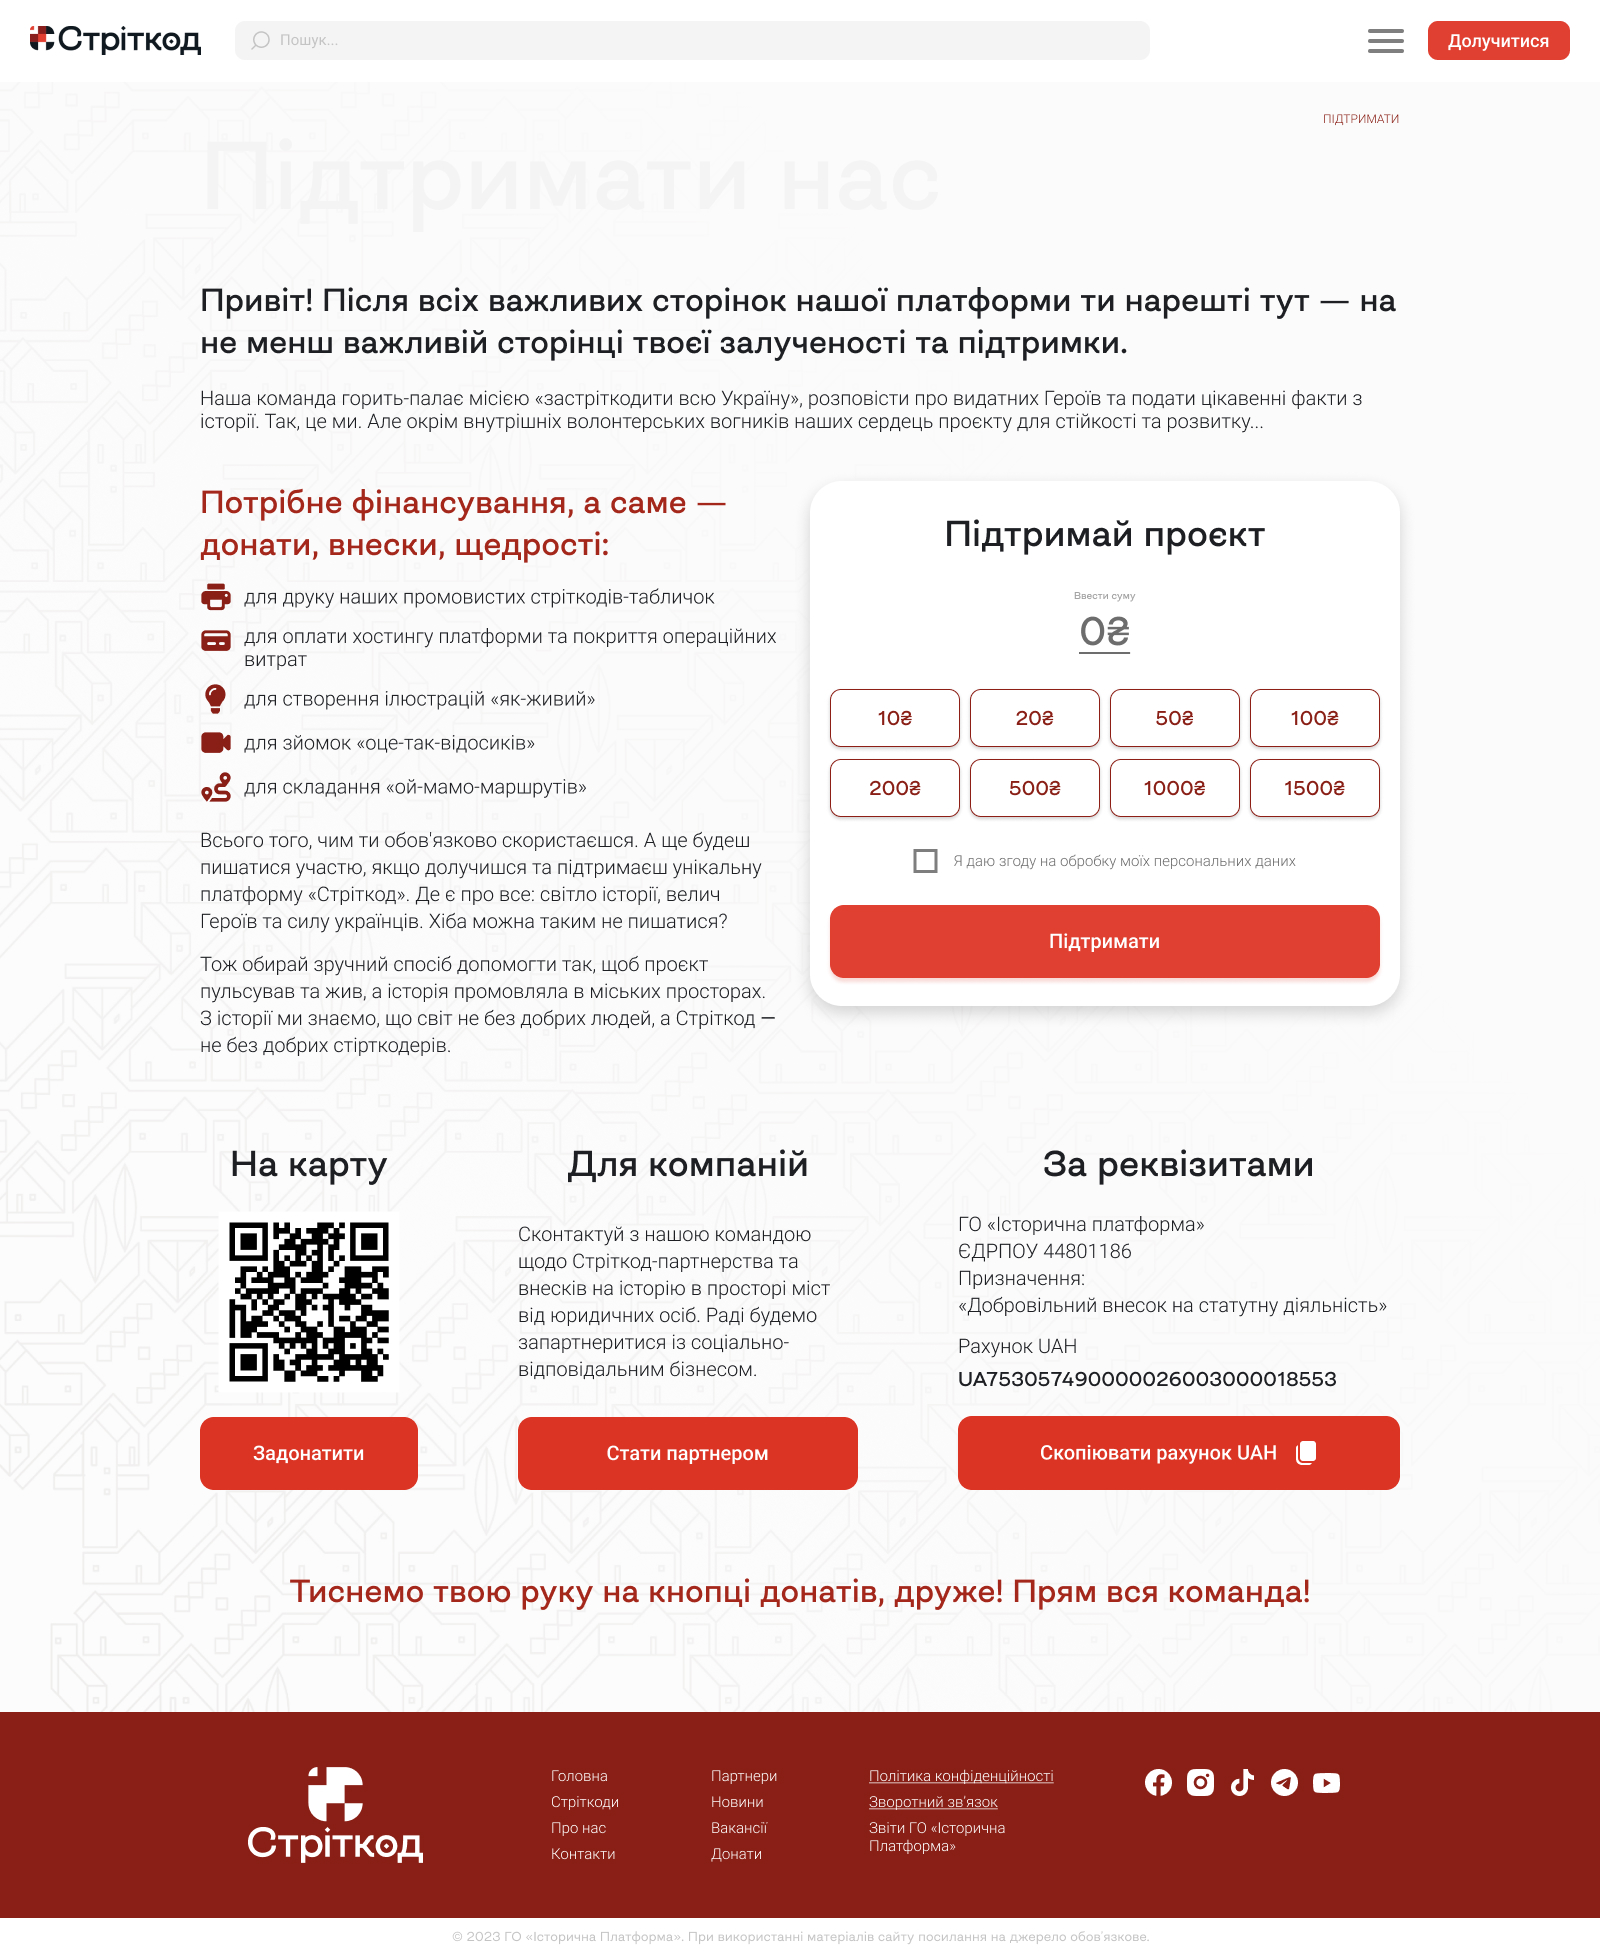 Стріткод
Пошук...
Долучитися
ПІДТРИМАТИ
Підтримати нас
Привіт! Після всіх важливих сторінок нашої платформи ти нарешті тут — на
не менш важливій сторінці твоєї залученості та підтримки.
Наша команда горить-палає місією «застріткодити всю Україну», розповісти про видатних Героїв та подати цікавенні факти з
історії. Так, це ми. Але окрім внутрішніх волонтерських вогників наших сердець проєкту для стійкості та розвитку...
Потрібне фінансування, а саме —
донати, внески, щедрості:
для друку наших промовистих стріткодів-табличок
для оплати хостингу платформи та покриття операційних
витрат
для створення ілюстрацій «як-живий»
для зйомок «оце-так-відосиків»
для складання «ой-мамо-маршрутів»
Всього того, чим ти обов'язково скористаєшся. А ще будеш
пишатися участю, якщо долучишся та підтримаєш унікальну
платформу «Стріткод». Де є про все: світло історії, велич
Героїв та силу українців. Хіба можна таким не пишатися?
Тож обирай зручний спосіб допомогти так, щоб проєкт
пульсував та жив, а історія промовляла в міських просторах.
З історії ми знаємо, що світ не без добрих людей, а Стріткод —
не без добрих стірткодерів.
Підтримай проєкт
Ввести суму
0₴
10₴ 20₴ 50₴ 100₴
200₴ 500₴ 1000₴ 1500₴
Я даю згоду на обробку моїх персональних даних
Підтримати
На карту
Задонатити
Для компаній
Сконтактуй з нашою командою
щодо Стріткод-партнерства та
внесків на історію в просторі міст
від юридичних осіб. Раді будемо
запартнеритися із соціально-
відповідальним бізнесом.
Стати партнером
За реквізитами
ГО «Історична платформа»
ЄДРПОУ 44801186
Призначення:
«Добровільний внесок на статутну діяльність»
Рахунок UAH
UA753057490000026003000018553
Скопіювати рахунок UAH
Тиснемо твою руку на кнопці донатів, друже! Прям вся команда!
Стріткод
Головна
Стріткоди
Про нас
Контакти
Партнери
Новини
Вакансії
Донати
Політика конфіденційності
Зворотний зв'язок
Звіти ГО «Історична
Платформа»
© 2023 ГО «Історична Платформа». При використанні матеріалів сайту посилання на джерело обов'язкове.